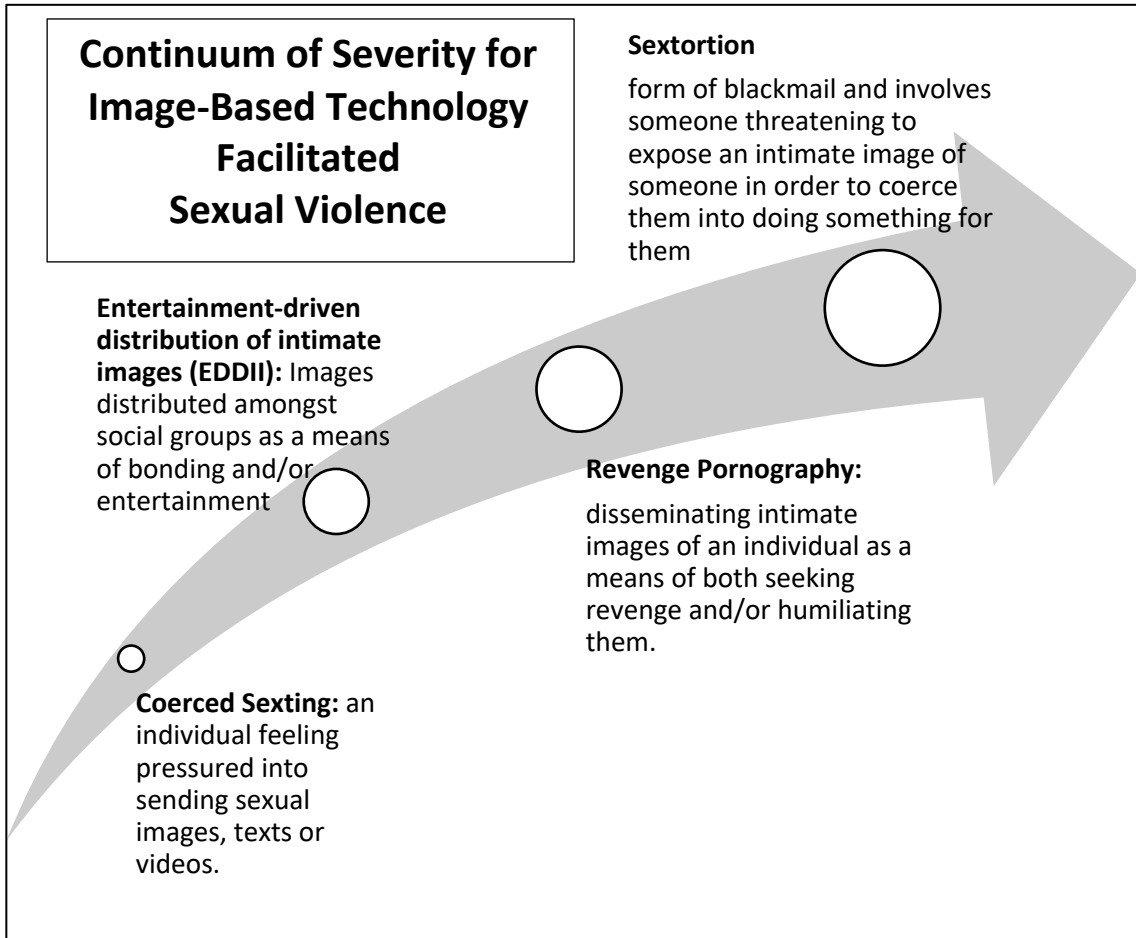 Continuum of Severity for
Image-Based Technology
Facilitated
Sexual Violence
Sextortion
form of blackmail and involves
someone threatening to
expose an intimate image of
someone in order to coerce
them into doing something for
them
Entertainment-driven
distribution of intimate
images (EDDII): Images
distributed amongst
social groups as a means
of bonding and/or
entertainment
Revenge Pornography:
disseminating intimate
images of an individual as a
means of both seeking
revenge and/or humiliating
them.
Coerced Sexting: an
individual feeling
pressured into
sending sexual
images, texts or
videos.